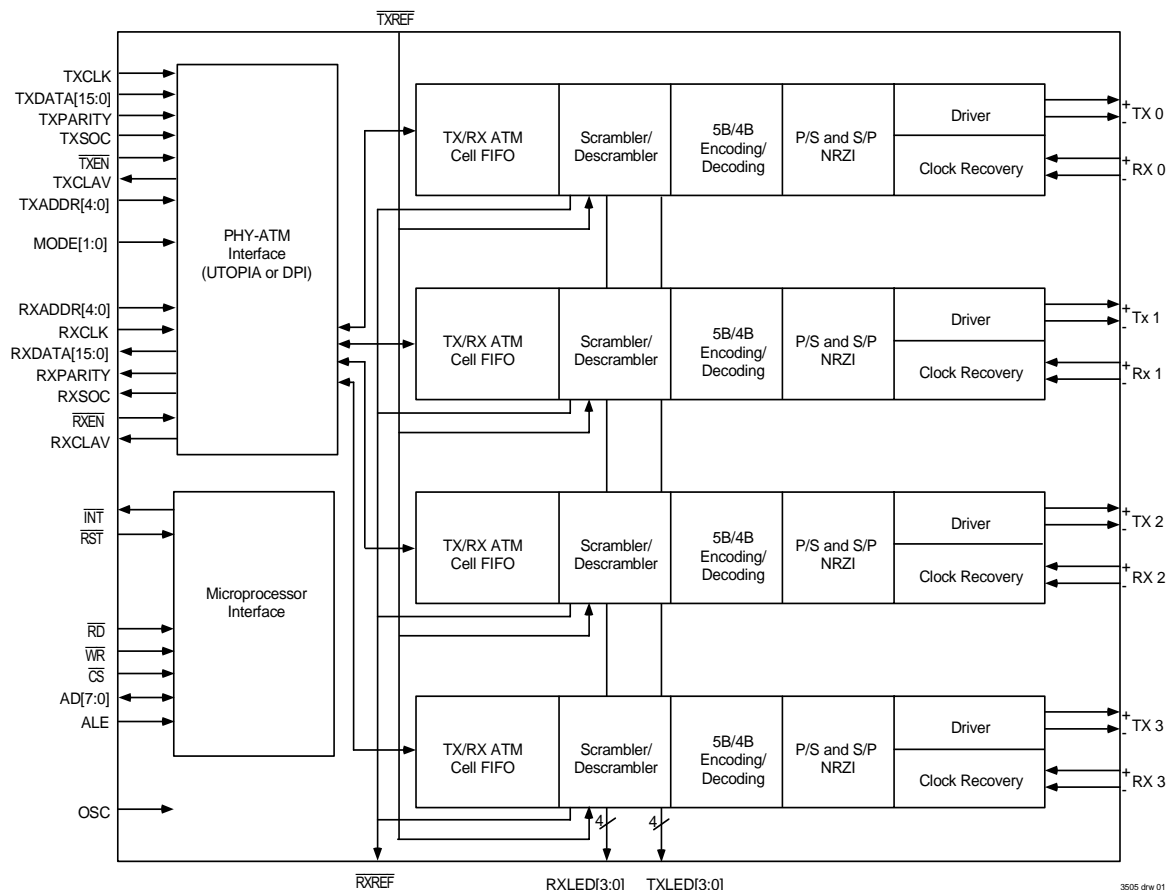 TXREF
TXCLK
TXDATA[15:0]
TXPARITY
TXSOC
TXEN
TXCLAV
TXADDR[4:0]
MODE[1:0]
RXADDR[4:0]
RXCLK
RXDATA[15:0]
RXPARITY
RXSOC
RXEN
RXCLAV
PHY-ATM
Interface
(UTOPIA or DPI)
INT
RST
RD
WR
CS
AD[7:0]
ALE
OSC
Microprocessor
Interface
TX/RX ATM
Cell FIFO
Scrambler/
Descrambler
5B/4B
Encoding/
Decoding
P/S and S/P
NRZI
Driver
Clock Recovery
+ TX 0
-
+ RX 0
-
TX/RX ATM
Cell FIFO
Scrambler/
Descrambler
5B/4B
Encoding/
Decoding
P/S and S/P
NRZI
Driver
Clock Recovery
+ Tx 1
-
+ Rx 1
-
TX/RX ATM
Cell FIFO
Scrambler/
Descrambler
5B/4B
Encoding/
Decoding
P/S and S/P
NRZI
Driver
Clock Recovery
+ TX 2
-
+ RX 2
-
TX/RX ATM
Cell FIFO
Scrambler/
Descrambler
5B/4B
Encoding/
Decoding
P/S and S/P
NRZI
Driver
Clock Recovery
+ TX 3
-
+ RX 3
-
4
4
RXREF
RXLED[3:0]
TXLED[3:0]
3505 drw 01